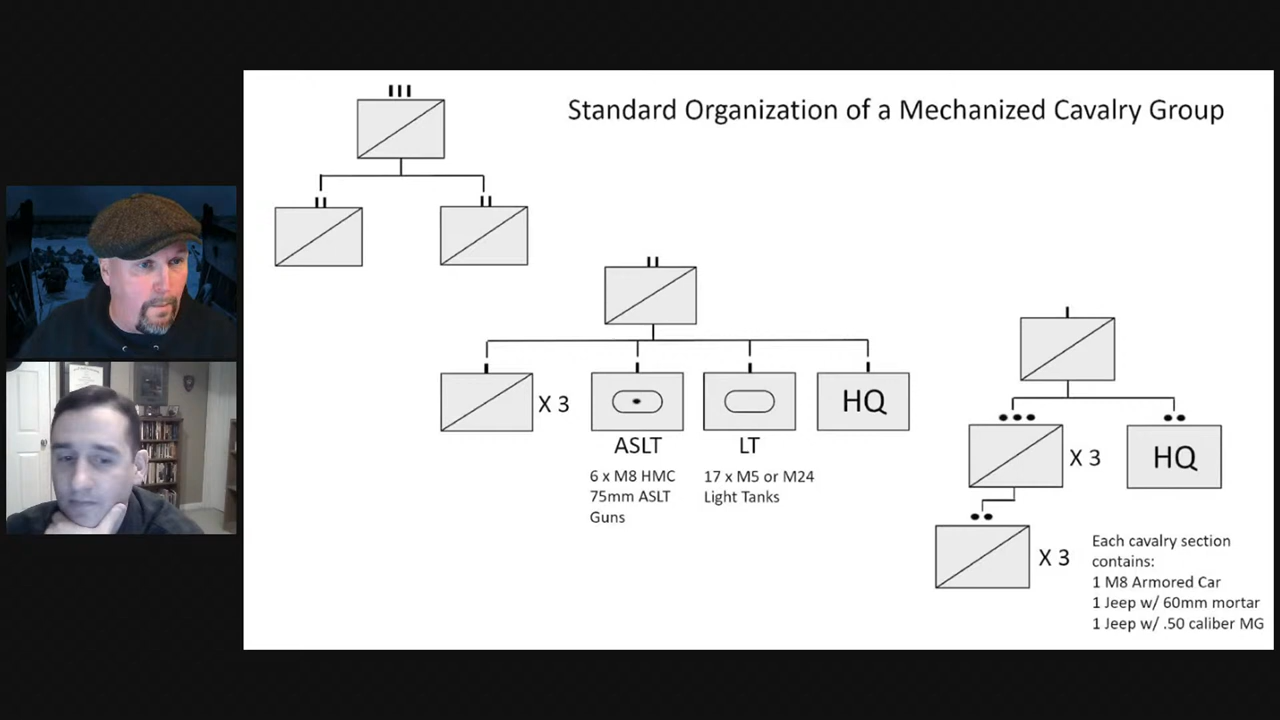 Standard Organization of a Mechanized Cavalry Group
X 3
HQ
ASLT
LT
6 x M8 HMC
75mm ASLT
Guns
17 x M5 or M24
Light Tanks
X 3
HQ
X 3
Each cavalry section
contains:
1 M8 Armored Car
1 Jeep w/ 60mm mortar
1 Jeep w/ .50 caliber MG